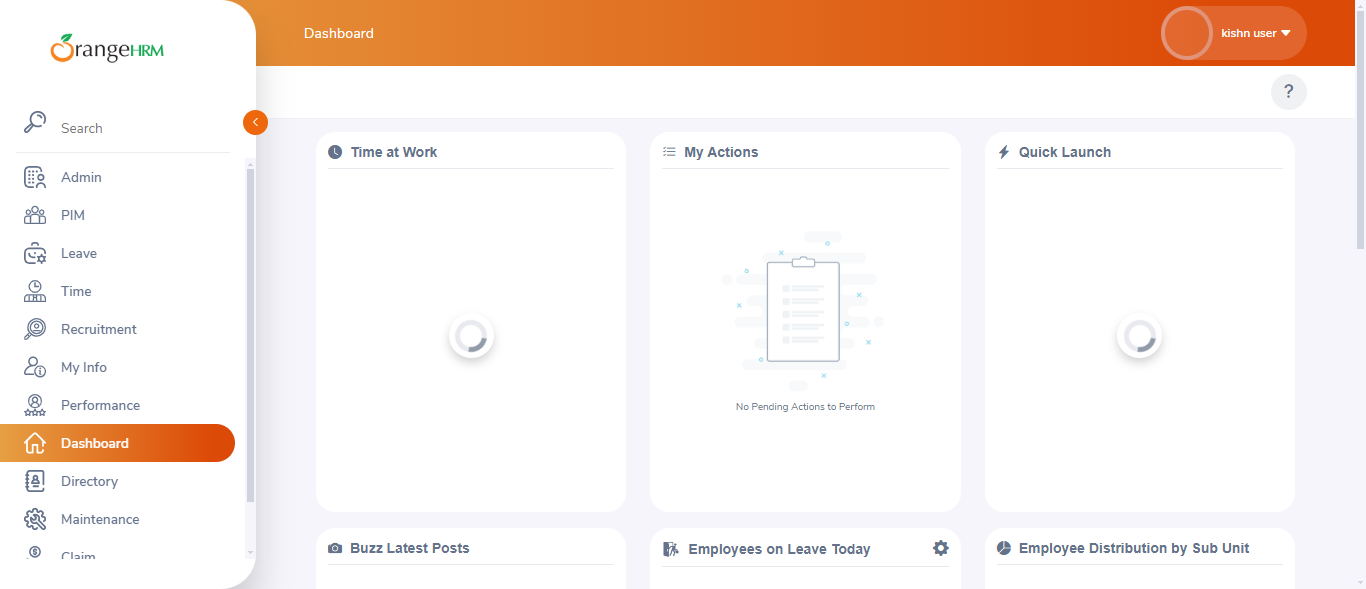 OrangeHRM
Dashboard
kishn user
?
Search
Admin
PIM
Leave
Time
Recruitment
My Info
Performance
Dashboard
Directory
Maintenance
Claim
Time at Work
My Actions
Quick Launch
No Pending Actions to Perform
Buzz Latest Posts
Employees on Leave Today
Employee Distribution by Sub Unit